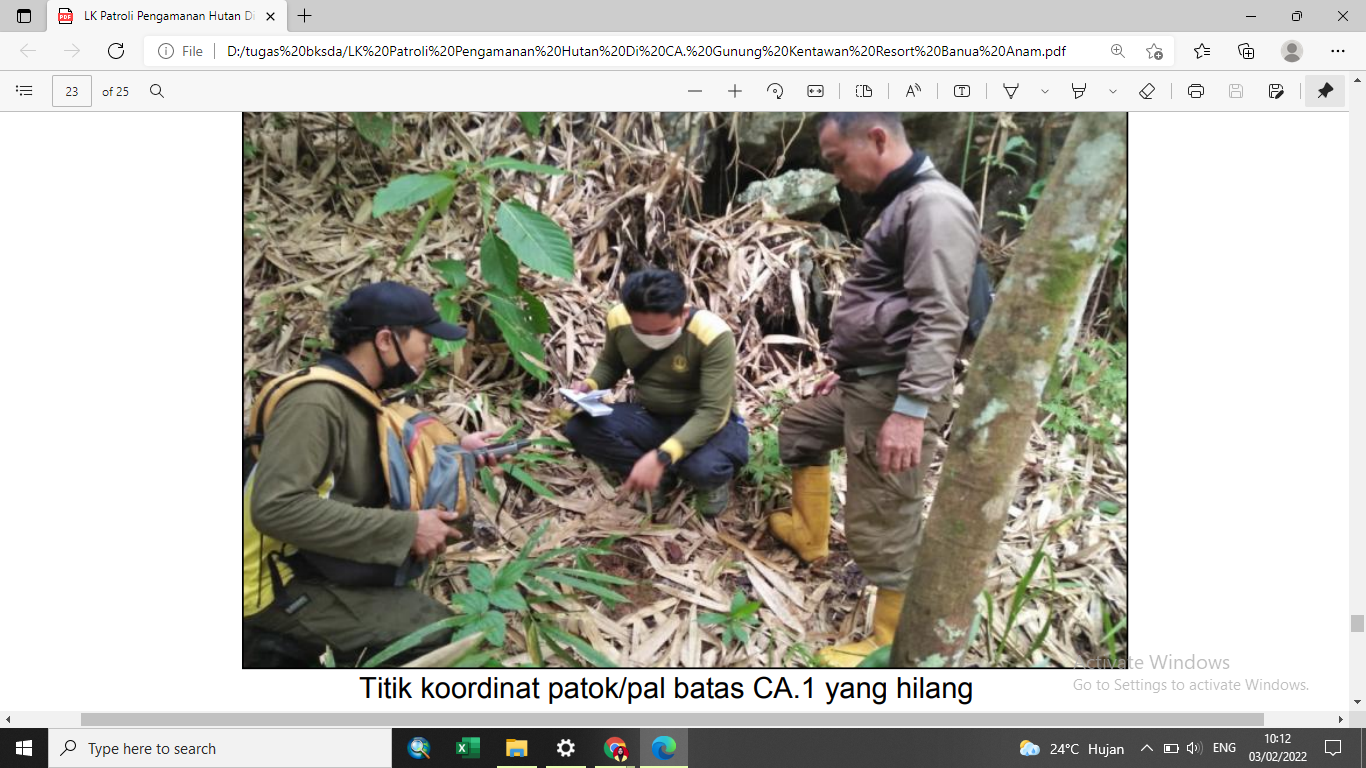 LK Patroli Pengamanan Hutan Di
File
D:/tugas%20bksda/LK%20Patroli%20Pengamanan%20Hutan%20Di%20CA.%20Gunung%20Kentawan%20Resort%20Banua%20Anam.pdf
23 of 25
Titik koordinat patok/pal batas CA.1 yang hilang
Activate Windows
Go to Settings to activate Windows.
Type here to search
24°C Hujan
ENG
10:12
03/02/2022